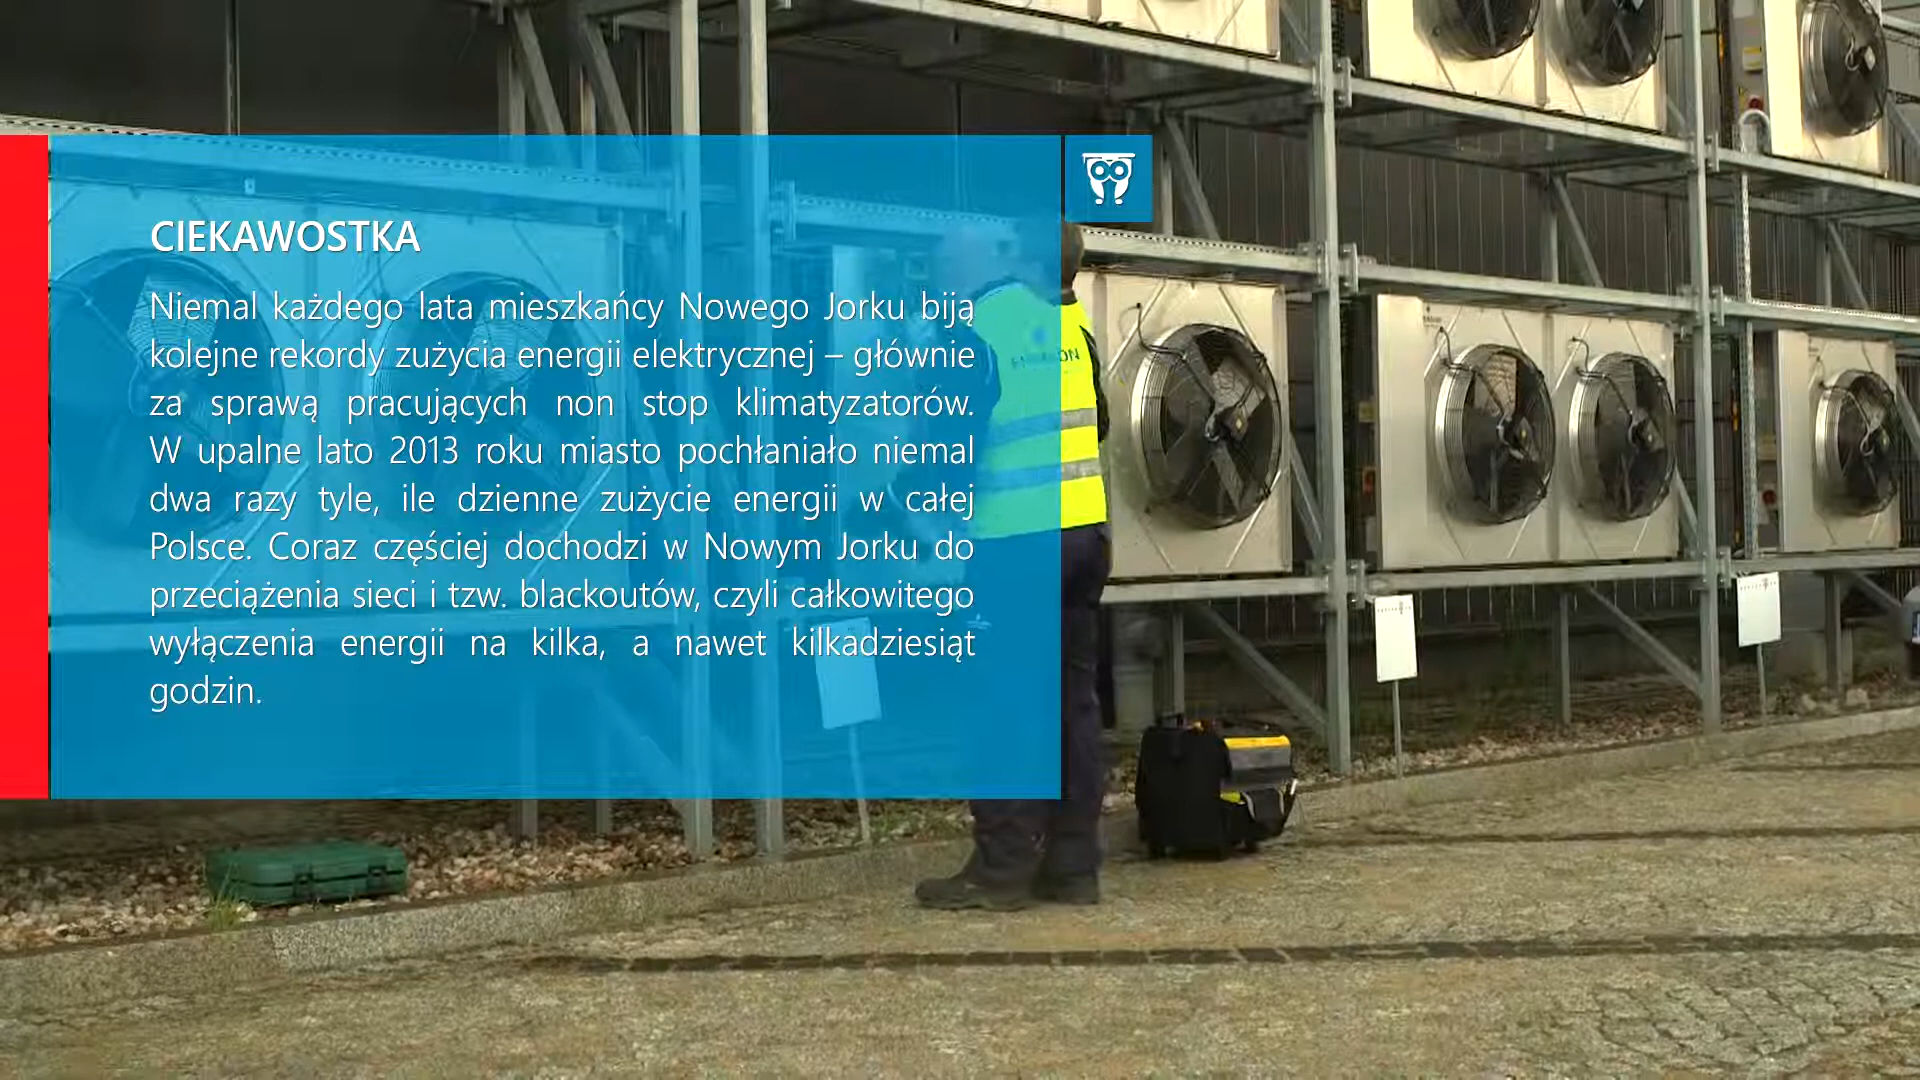 CIEKAWOSTKA
Niemal każdego lata mieszkańcy Nowego Jorku biją
kolejne rekordy zużycia energii elektrycznej – głównie
za sprawą pracujących non stop klimatyzatorów.
W upalne lato 2013 roku miasto pochłaniało niemal
dwa razy tyle, ile dzienne zużycie energii w całej
Polsce. Coraz częściej dochodzi w Nowym Jorku do
przeciążenia sieci i tzw. blackoutów, czyli całkowitego
wyłączenia energii na kilka, a nawet kilkadziesiąt
godzin.